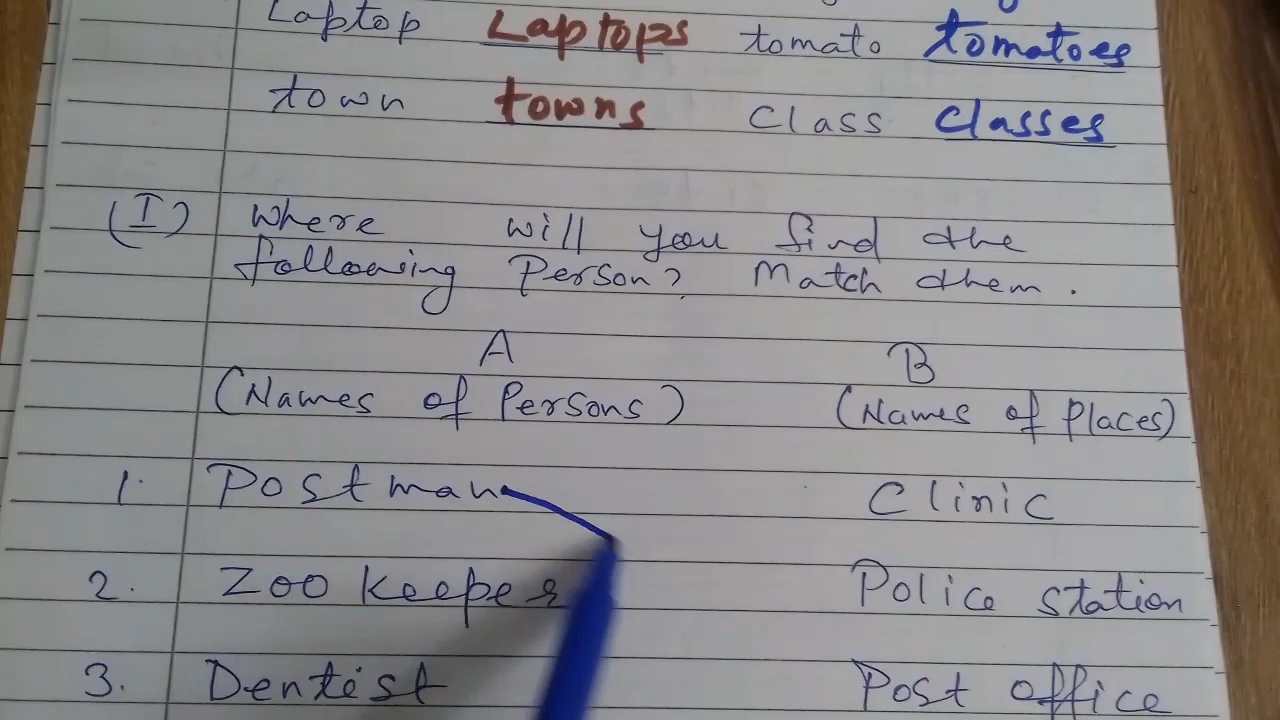 Laptop Laptops tomato tomatoes
town towns class classes
(I) Where will you find the
following Person? Match them.
A B
(Names of Persons) (Names of Places)
1. Postman Clinic
2. Zoo keeper Police station
3. Dentist Post office